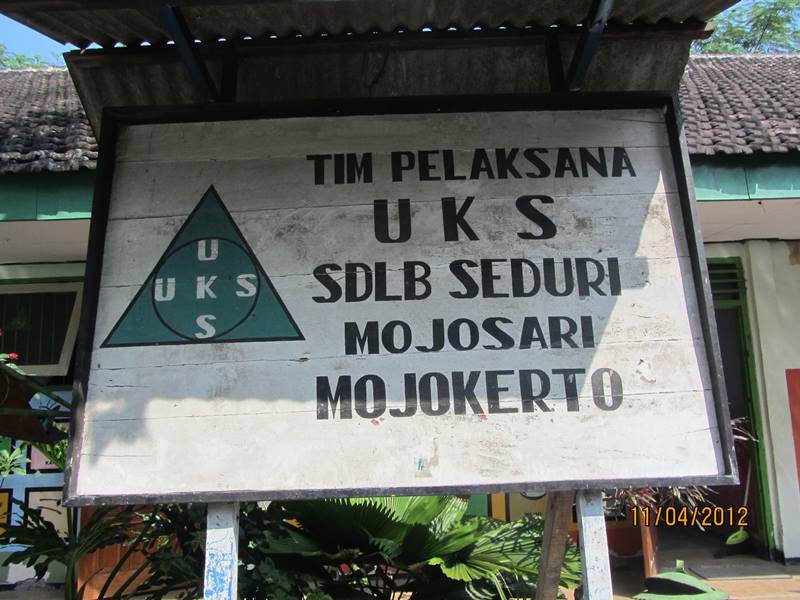 TIM PELAKSANA
U K S
SDLB SEDURI
MOJOSARI
MOJOKERTO
U
U K S
S
11/04/2012